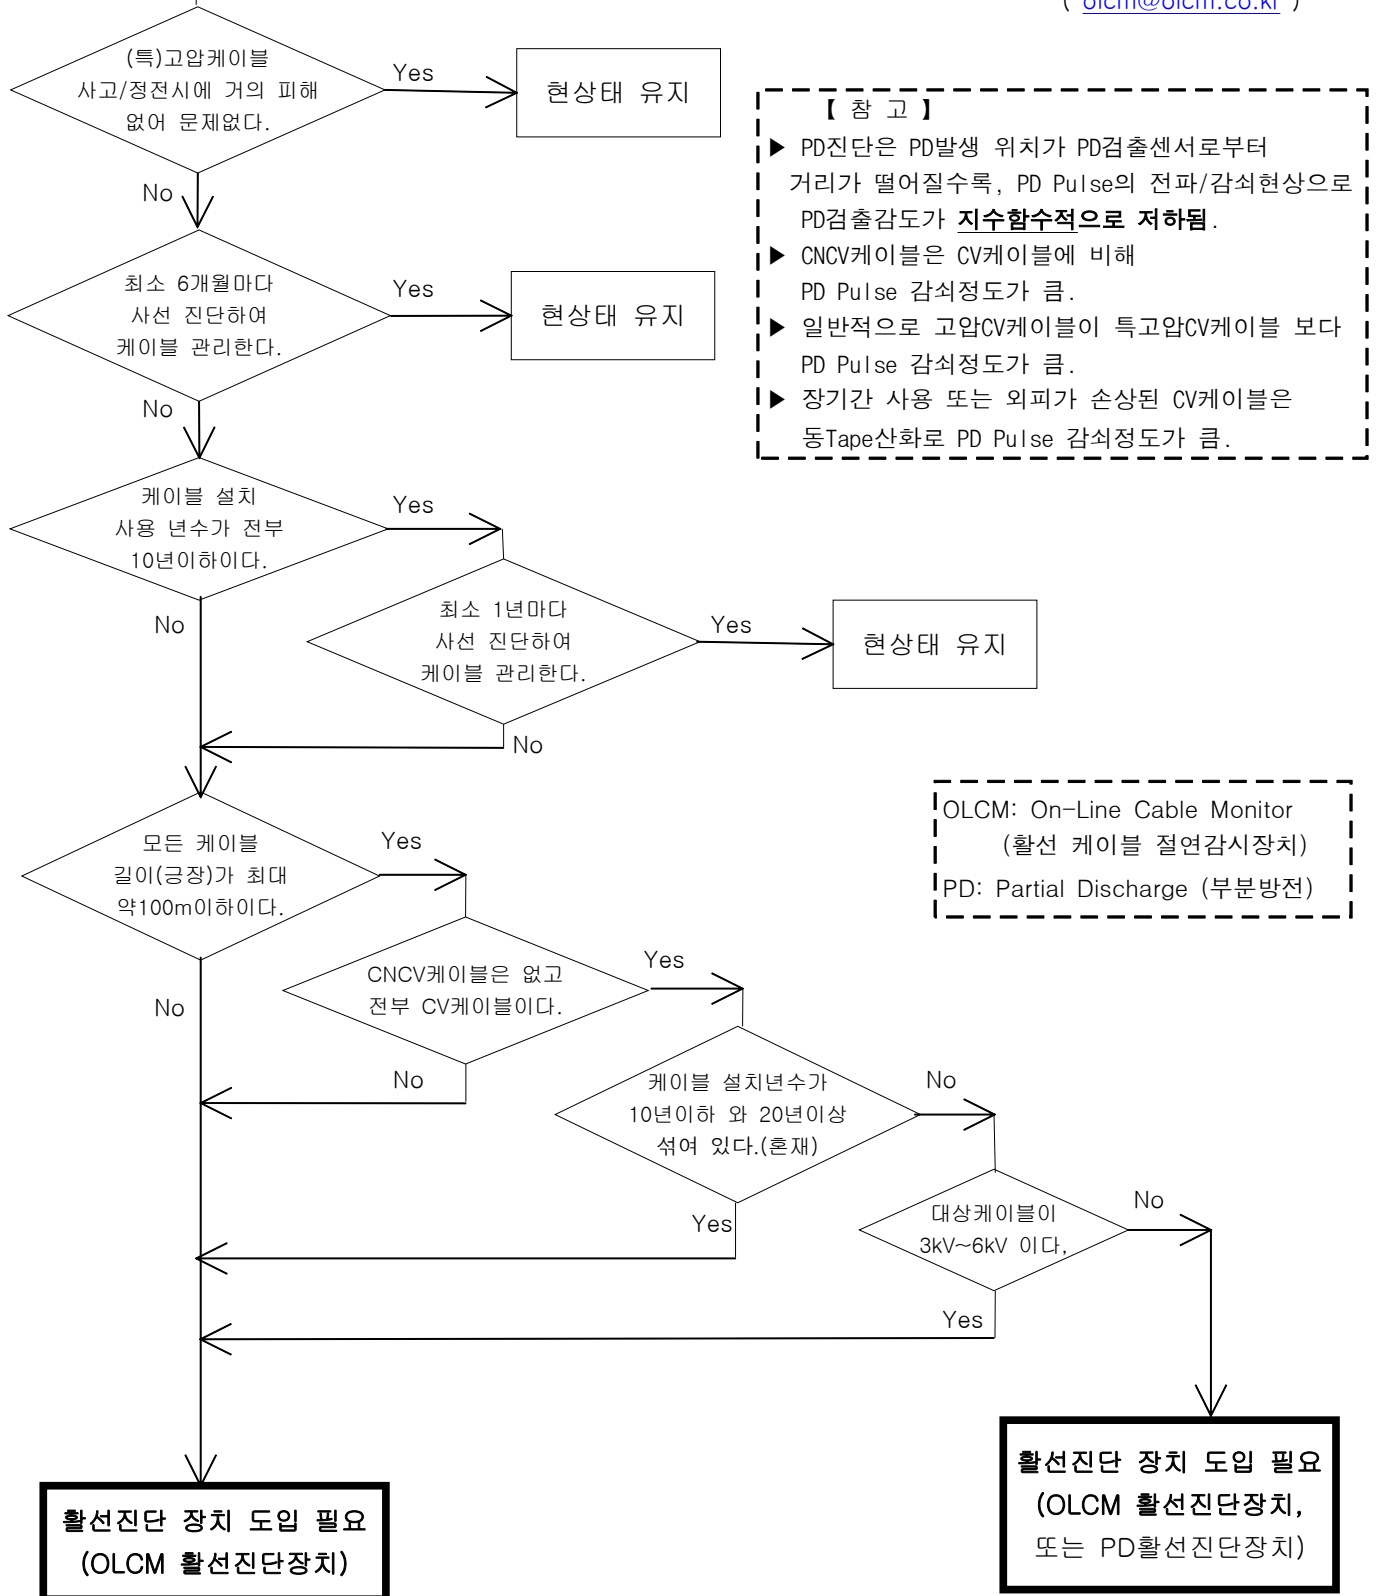 ( olcm@olcm.co.kr )
(특)고압케이블
사고/정전시에 거의 피해
없어 문제없다.
Yes
현상태 유지
No
【 참 고 】
▶ PD진단은 PD발생 위치가 PD검출센서로부터
거리가 떨어질수록, PD Pulse의 전파/감쇠현상으로
PD검출감도가 지수함수적으로 저하됨.
▶ CNCV케이블은 CV케이블에 비해
PD Pulse 감쇠정도가 큼.
▶ 일반적으로 고압CV케이블이 특고압CV케이블 보다
PD Pulse 감쇠정도가 큼.
▶ 장기간 사용 또는 외피가 손상된 CV케이블은
동Tape산화로 PD Pulse 감쇠정도가 큼.
최소 6개월마다
사선 진단하여
케이블 관리한다.
Yes
현상태 유지
No
케이블 설치
사용 년수가 전부
10년이하이다.
Yes
No
최소 1년마다
사선 진단하여
케이블 관리한다.
Yes
현상태 유지
No
OLCM: On-Line Cable Monitor
(활선 케이블 절연감시장치)
PD: Partial Discharge (부분방전)
모든 케이블
길이(긍장)가 최대
약100m이하이다.
Yes
No
CNCV케이블은 없고
전부 CV케이블이다.
Yes
No
케이블 설치년수가
10년이하 와 20년이상
섞여 있다.(혼재)
No
Yes
대상케이블이
3kV~6kV 이다,
No
Yes
활선진단 장치 도입 필요
(OLCM 활선진단장치,
또는 PD활선진단장치)
활선진단 장치 도입 필요
(OLCM 활선진단장치)